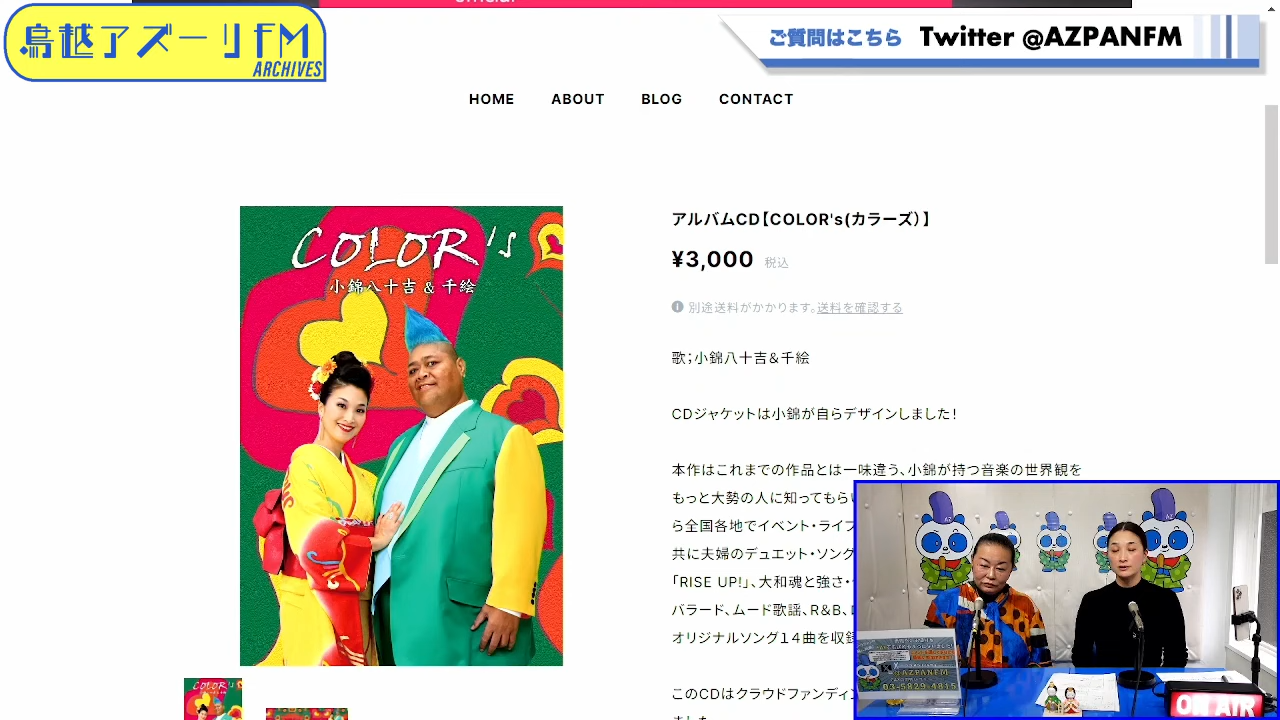 official
鳥越アズーリFM
ARCHIVES
ご質問はこちら Twitter @AZPANFM
HOME ABOUT BLOG CONTACT
COLOR's
小錦八十吉 & 千絵
アルバムCD【COLOR's(カラーズ)】
¥3,000 税込
別途送料がかかります。送料を確認する
歌;小錦八十吉&千絵
CDジャケットは小錦が自らデザインしました!
本作はこれまでの作品とは一味違う、小錦が持つ音楽の世界観を
もっと大勢の人に知ってもらい
ら全国各地でイベント・ライブ
共に夫婦のデュエット・ソング
「RISE UP!」、大和魂と強さ・
バラード、ムード歌謡、R&B、
オリジナルソング14曲を収録
このCDはクラウドファンディ
ました
COLOR's
@AZPANFM
03-5829-4815
ON AIR